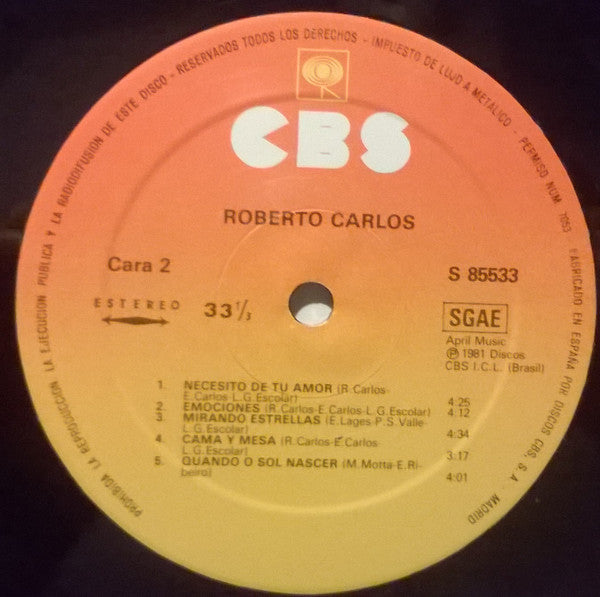 PROHIBIDA LA REPRODUCCION, LA EJECUCION PUBLICA Y LA RADIODIFUSION DE ESTE DISCO - RESERVADOS TODOS LOS DERECHOS - IMPUESTO DE LUJO A METALICO - PERMISO NUM. 7053 - FABRICADO EN ESPAÑA POR DISCOS CBS, S. A. MADRID
CBS
ROBERTO CARLOS
Cara 2
S 85533
ESTEREO
33 1/3
SGAE
April Music
℗ 1981 Discos
CBS I.C.L. (Brasil)
1. NECESITO DE TU AMOR (R.Carlos-
E.Carlos-L.G.Escolar) 4:25
2. EMOCIONES (R.Carlos-E.Carlos-L.G.Escolar) 4:12
3. MIRANDO ESTRELLAS (E.Lages-P.S.Valle-
L.G.Escolar) 4:34
4. CAMA Y MESA (R.Carlos-E.Carlos-
L.G.Escolar) 3:17
5. QUANDO O SOL NASCER (M.Motta-E.Ri-
beiro) 4:01